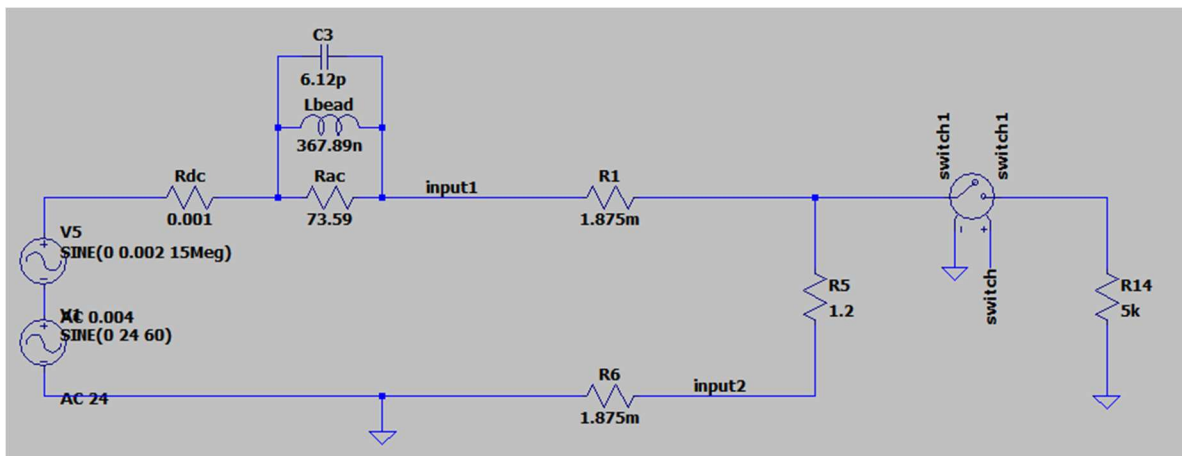 C3
6.12p
Lbead
367.89n
Rdc
0.001
Rac
73.59
input1
R1
1.875m
switch1
switch1
V5
SINE(0 0.002 15Meg)
AC 0.004
V1
SINE(0 24 60)
AC 24
- +
switch
R5
1.2
R14
5k
R6
1.875m
input2